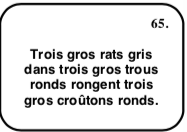 65.
Trois gros rats gris
dans trois gros trous
ronds rongent trois
gros croûtons ronds.